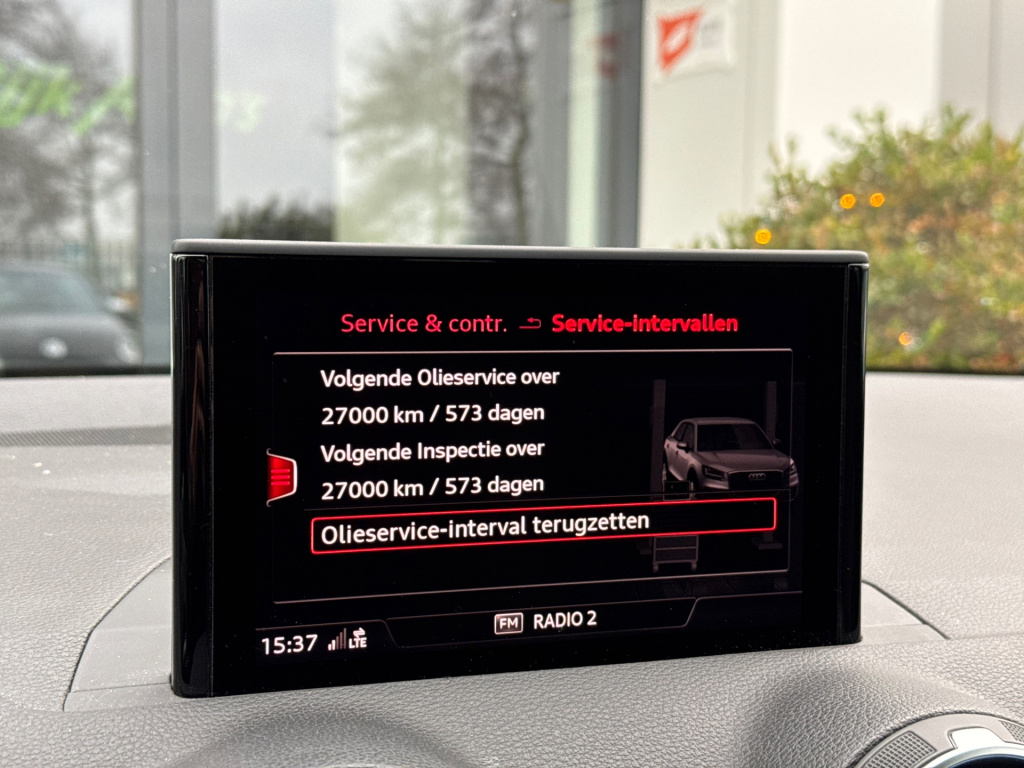 Service & contr. Service-intervallen
Volgende Olieservice over
27000 km / 573 dagen
Volgende Inspectie over
27000 km / 573 dagen
Olieservice-interval terugzetten
FM RADIO 2
15:37 LTE